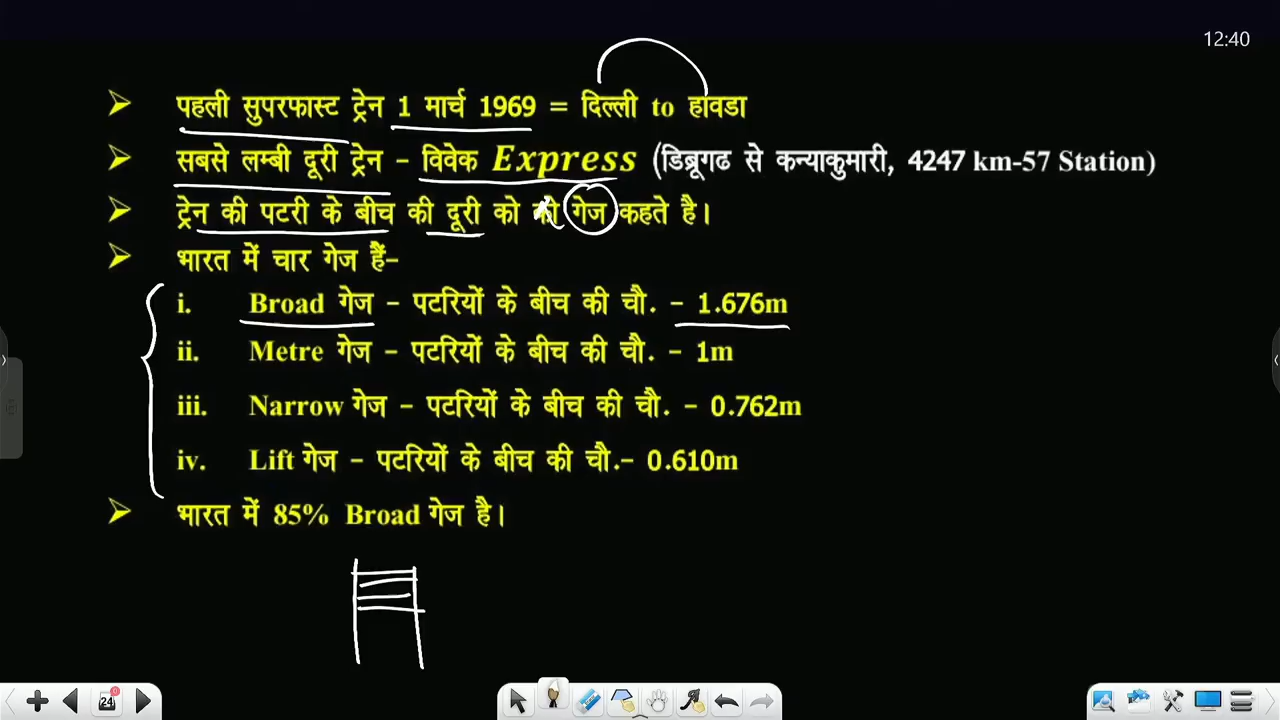 12:40
➤ पहली सुपरफास्ट ट्रेन 1 मार्च 1969 = दिल्ली to हावडा
➤ सबसे लम्बी दूरी ट्रेन - विवेक Express (डिब्रूगढ से कन्याकुमारी, 4247 km-57 Station)
➤ ट्रेन की पटरी के बीच की दूरी को की गेज कहते है।
➤ भारत में चार गेज हैं-
i. Broad गेज - पटरियों के बीच की चौ. - 1.676m
ii. Metre गेज - पटरियों के बीच की चौ. - 1m
iii. Narrow गेज - पटरियों के बीच की चौ. - 0.762m
iv. Lift गेज - पटरियों के बीच की चौ.- 0.610m
➤ भारत में 85% Broad गेज है।
24